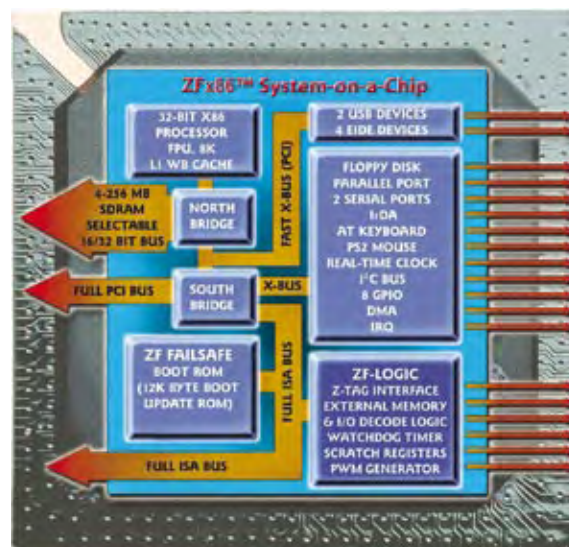 ZFx86™ System-on-a-Chip
32-BIT X86
PROCESSOR
FPU, 8K
L1 WB CACHE
2 USB DEVICES
4 EIDE DEVICES
4-256 MB
SDRAM
SELECTABLE
16/32 BIT BUS
NORTH
BRIDGE
FAST X-BUS (PCI)
FLOPPY DISK
PARALLEL PORT
2 SERIAL PORTS
IrDA
AT KEYBOARD
PS2 MOUSE
REAL-TIME CLOCK
I²C BUS
8 GPIO
DMA
IRQ
FULL PCI BUS
SOUTH
BRIDGE
X-BUS
ZF FAILSAFE
BOOT ROM
(12K BYTE BOOT
UPDATE ROM)
FULL ISA BUS
ZF-LOGIC
Z-TAG INTERFACE
EXTERNAL MEMORY
& I/O DECODE LOGIC
WATCHDOG TIMER
SCRATCH REGISTERS
PWM GENERATOR
FULL ISA BUS